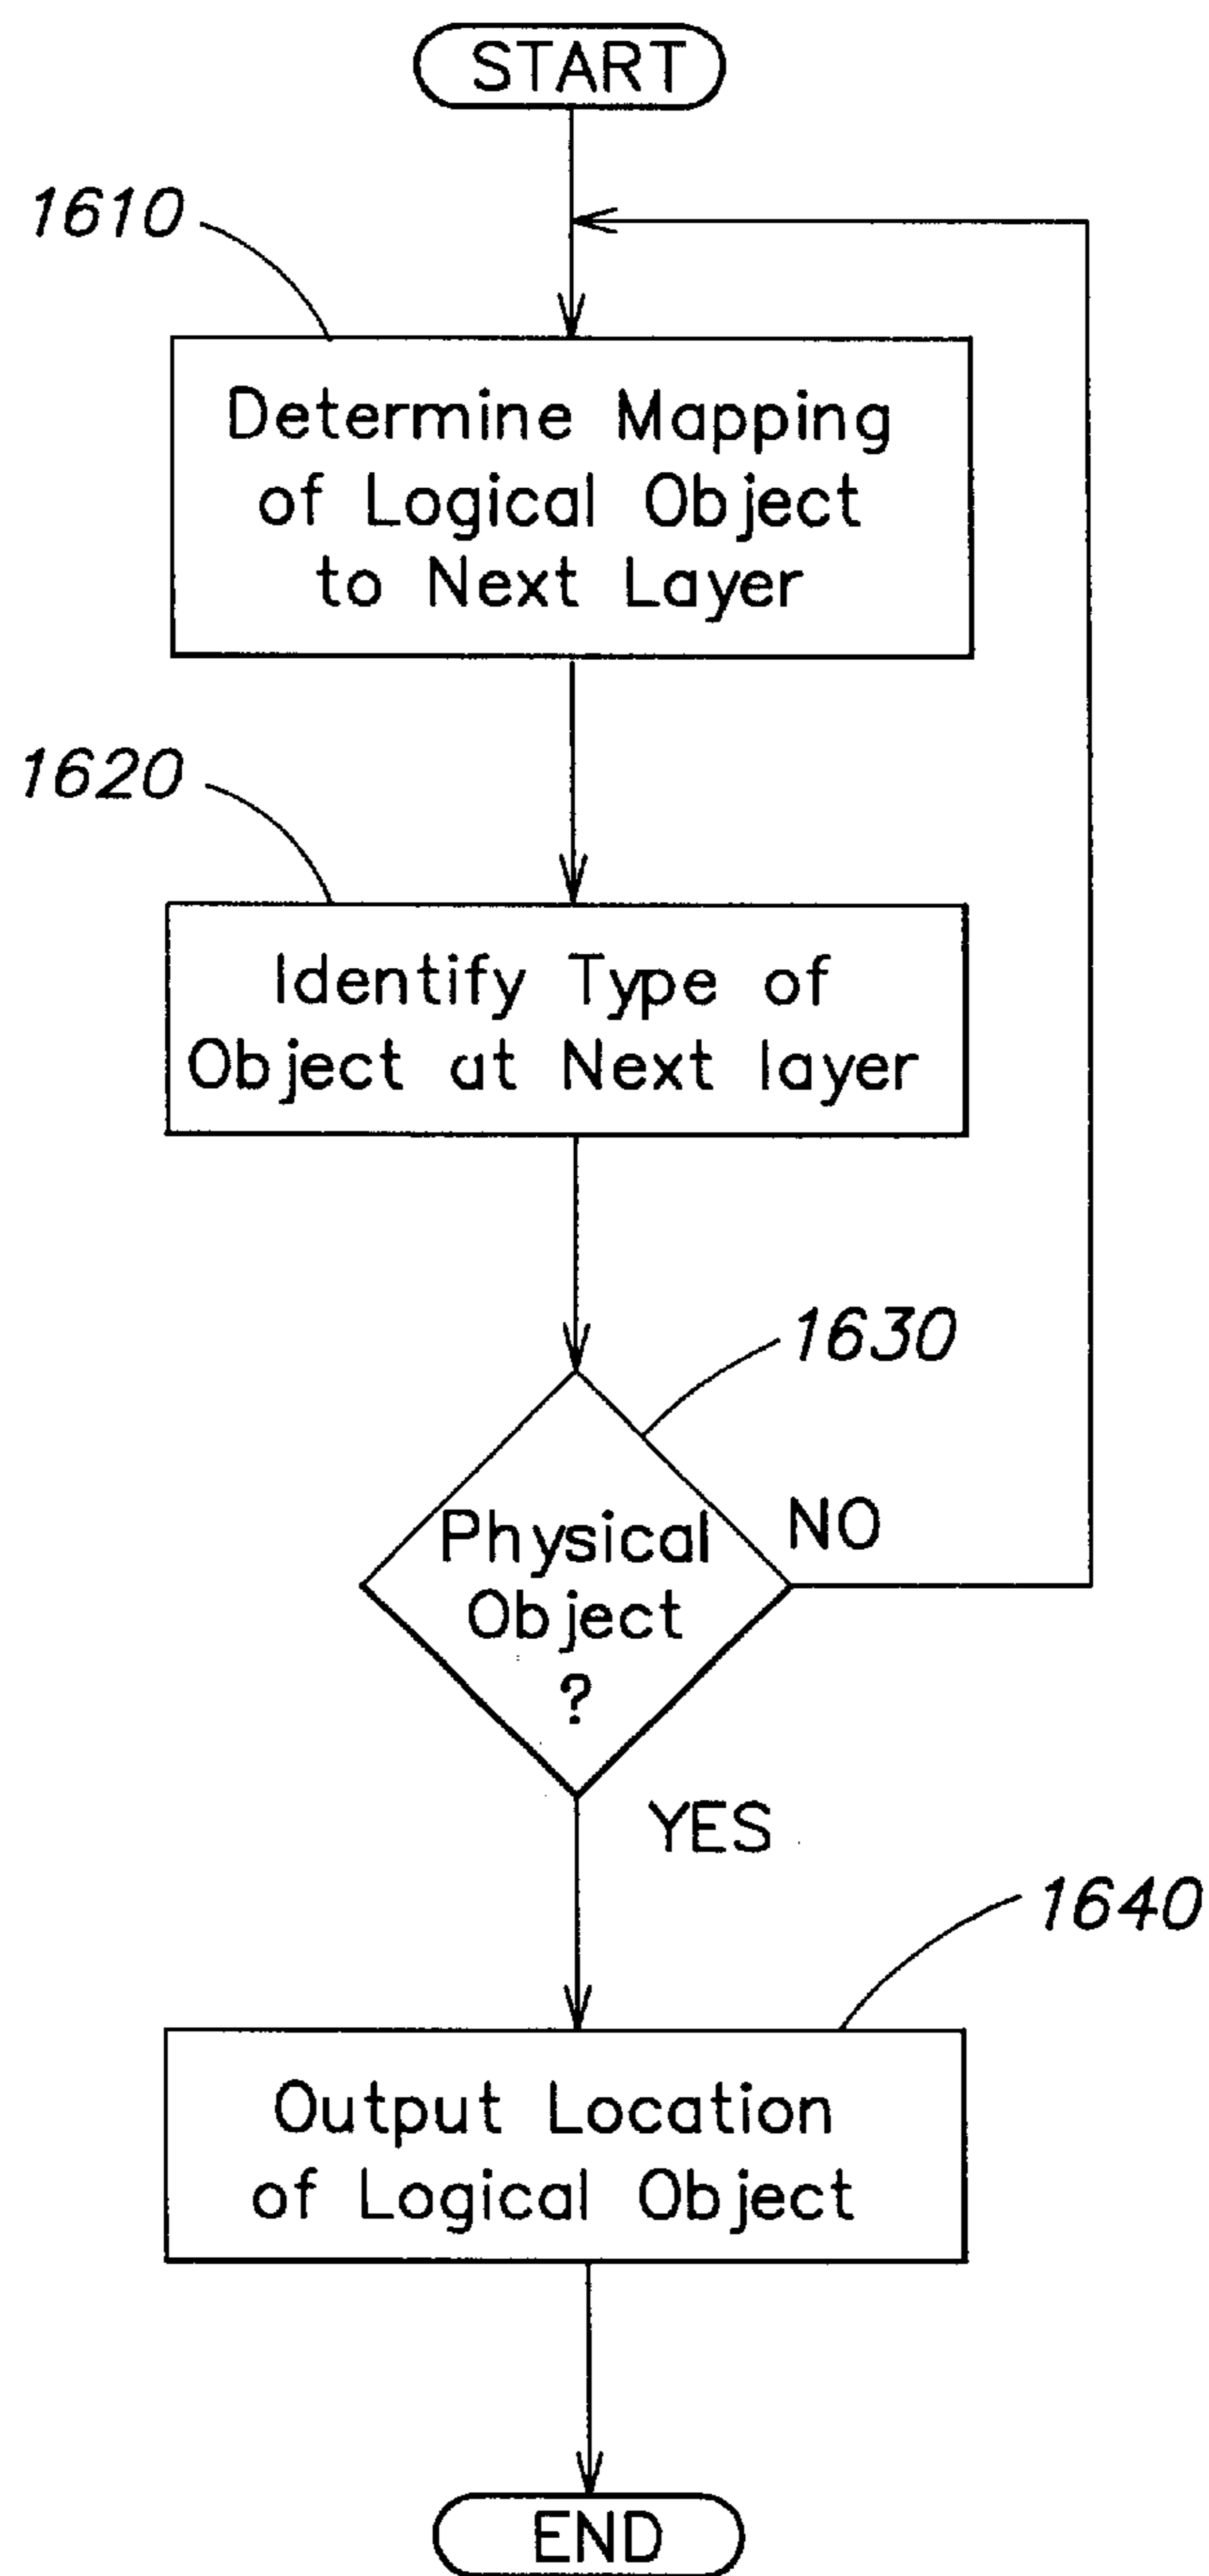 START
1610
Determine Mapping
of Logical Object
to Next Layer
1620
Identify Type of
Object at Next layer
1630
Physical
Object
?
NO
YES
1640
Output Location
of Logical Object
END